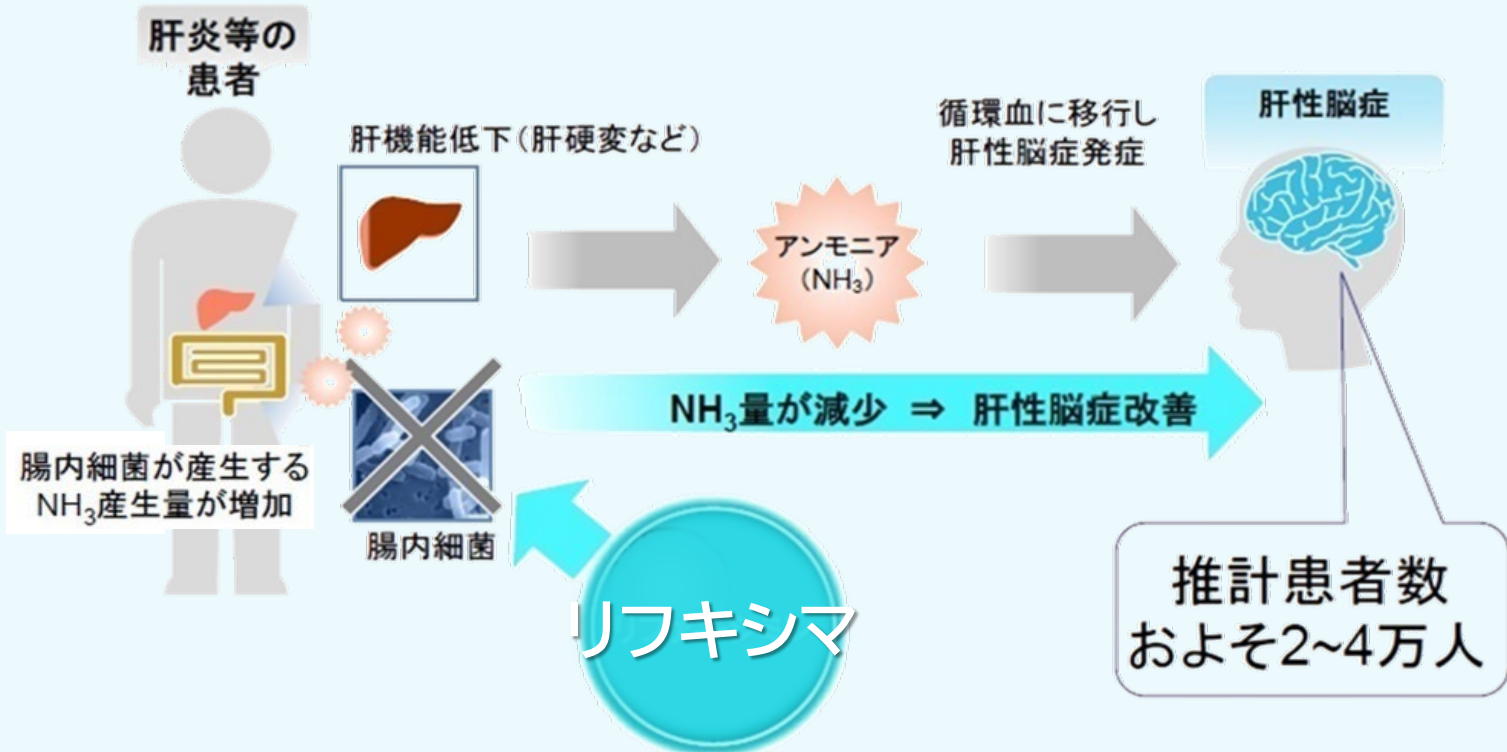 肝炎等の
患者
肝機能低下（肝硬変など）
循環血に移行し
肝性脳症発症
肝性脳症
アンモニア
（NH₃）
NH₃量が減少 ⇒ 肝性脳症改善
腸内細菌が産生する
NH₃産生量が増加
腸内細菌
リフキシマ
推計患者数
およそ2~4万人